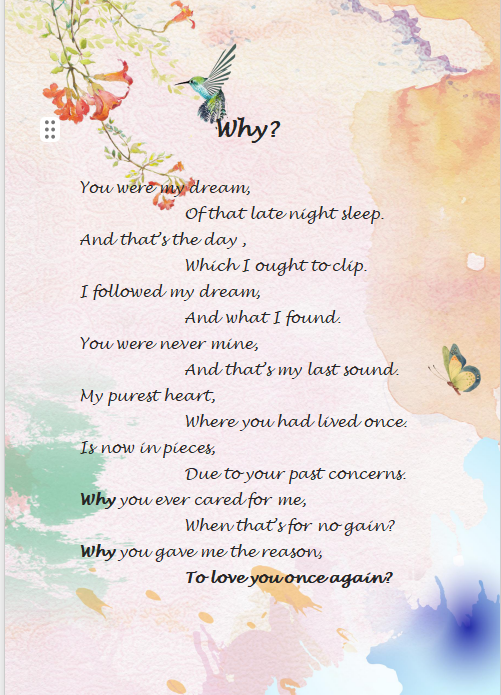 Why?
You were my dream,
Of that late night sleep.
And that's the day ,
Which I ought to clip.
I followed my dream,
And what I found.
You were never mine,
And that's my last sound.
My purest heart,
Where you had lived once.
Is now in pieces,
Due to your past concerns.
Why you ever cared for me,
When that's for no gain?
Why you gave me the reason,
To love you once again?